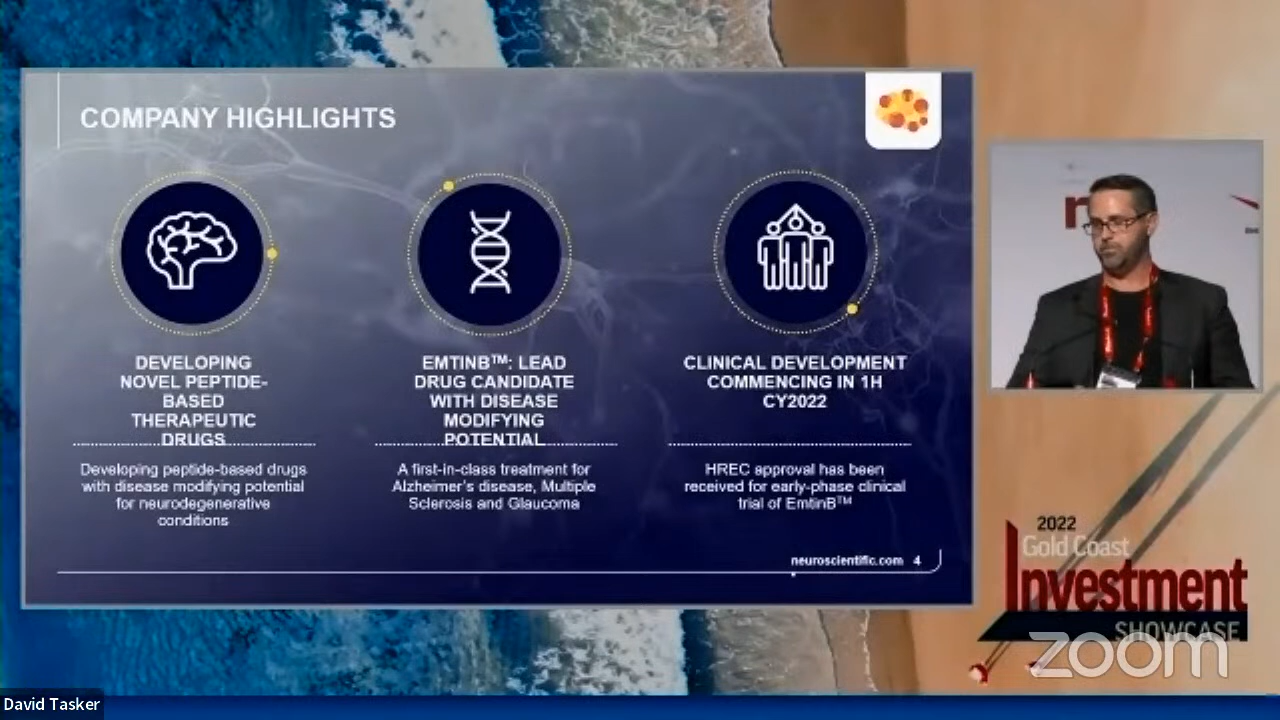 COMPANY HIGHLIGHTS
DEVELOPING
NOVEL PEPTIDE-
BASED
THERAPEUTIC
DRUGS
Developing peptide-based drugs
with disease modifying potential
for neurodegenerative
conditions
EMTINB™: LEAD
DRUG CANDIDATE
WITH DISEASE
MODIFYING
POTENTIAL
A first-in-class treatment for
Alzheimer's disease, Multiple
Sclerosis and Glaucoma
CLINICAL DEVELOPMENT
COMMENCING IN 1H
CY2022
HREC approval has been
received for early-phase clinical
trial of EmtinB™
neuroscientific.com 4
2022
Gold Coast
Investment
SHOWCASE
zoom
David Tasker